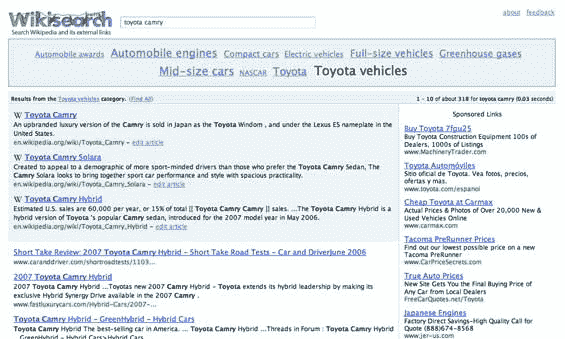 Wikisearch
Search Wikipedia and its external links
toyota camry
about feedback
Automobile awards Automobile engines Compact cars Electric vehicles Full-size vehicles Greenhouse gases
Mid-size cars NASCAR Toyota Toyota vehicles
Results from the Toyota vehicles category. (Find All)
1 - 10 of about 318 for toyota camry (0.03 seconds)
W Toyota Camry
An upbranded luxury version of the Camry is sold in Japan as the Toyota Windom , and under the Lexus ES nameplate in the
United States.
en.wikipedia.org/wiki/Toyota_Camry - edit article
W Toyota Camry Solara
Created to appeal to a demographic of more sport-minded drivers than those who prefer the Toyota Camry Sedan, The
Camry Solara looks to bring together sport car performance and style with spacious practicality.
en.wikipedia.org/wiki/Toyota_Camry_Solara - edit article
W Toyota Camry Hybrid
Estimated U.S. sales are 60,000 per year, or 15% of total [[ Toyota Camry Camry ]] sales. ...The Toyota Camry Hybrid is a
hybrid version of Toyota 's popular Camry sedan, introduced for the 2007 model year in May 2006.
en.wikipedia.org/wiki/Toyota_Camry_Hybrid - edit article
Short Take Review: 2007 Toyota Camry Hybrid - Short Take Road Tests - Car and DriverJune 2006
www.caranddriver.com/shortroadtests/1103...
2007 Toyota Camry Hybrid
2007 Toyota Camry Hybrid ...Toyotas new 2007 Camry Hybrid - Toyota extends its hybrid leadership by making its
exclusive Hybrid Synergy Drive available in the 2007 Camry .
www.fastluxurycars.com/Hybrid-Cars/2007-...
Toyota Camry Hybrid - GreenHybrid - Hybrid Cars
Toyota Camry Hybrid The best-selling car in America. ... Toyota Camry Hybrid ...Threads in Forum : Toyota Camry Hybrid
GreenHybrid - Hybrid Cars>Hybrid Cars
Sponsored Links
Buy Toyota 7fgu25
Buy Toyota Construction Equipment 100s of
Dealers, 1000s of Listings
www.MachineryTrader.com
Toyota Automóviles
Sitio oficial de Toyota. Vea fotos, precios,
ofertas y mas.
www.toyota.com/espanol
Cheap Toyota at Carmax
Actual Prices & Photos of Over 20,000 New &
Used Vehicles Online
www.carmax.com
Tacoma PreRunner Prices
Find our lowest possible price on a new
Tacoma PreRunner
www.CarPriceSecrets.com
True Auto Prices
New Site Gets You the Final Buying Price of
Any Car from Local Dealers
FreeCarQuotes.net/Toyota
Japanese Engines
Factory Direct Savings-High Quality Call for
Quote (888)674-8568
www.jer-us.com